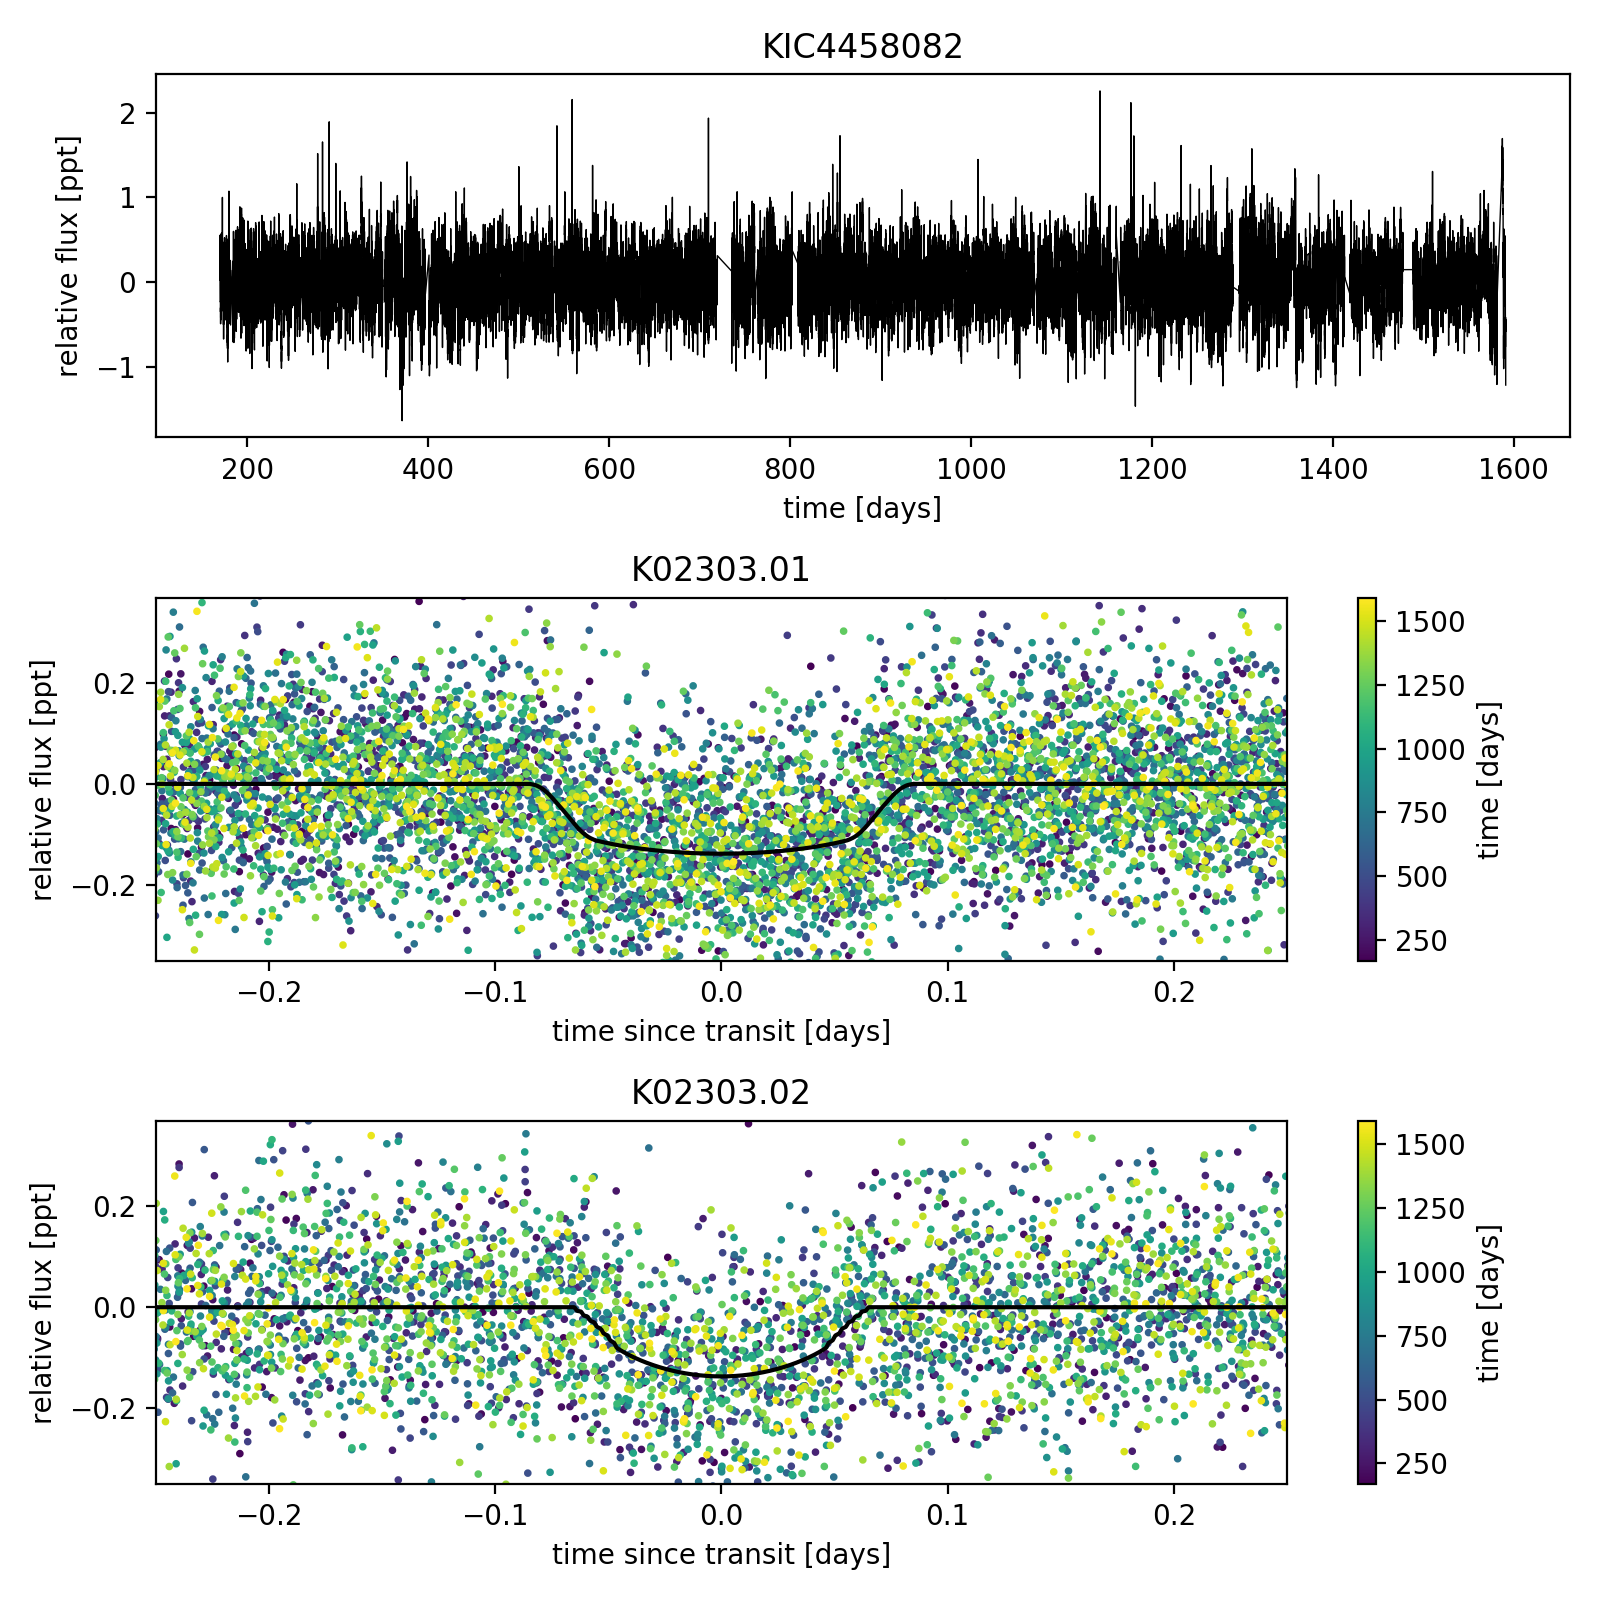 KIC4458082
relative flux [ppt]
2
1
0
−1
200 400 600 800 1000 1200 1400 1600
time [days]
K02303.01
relative flux [ppt]
0.2
0.0
−0.2
−0.2 −0.1 0.0 0.1 0.2
time since transit [days]
1500
1250
1000
750
500
250
time [days]
K02303.02
relative flux [ppt]
0.2
0.0
−0.2
−0.2 −0.1 0.0 0.1 0.2
time since transit [days]
1500
1250
1000
750
500
250
time [days]